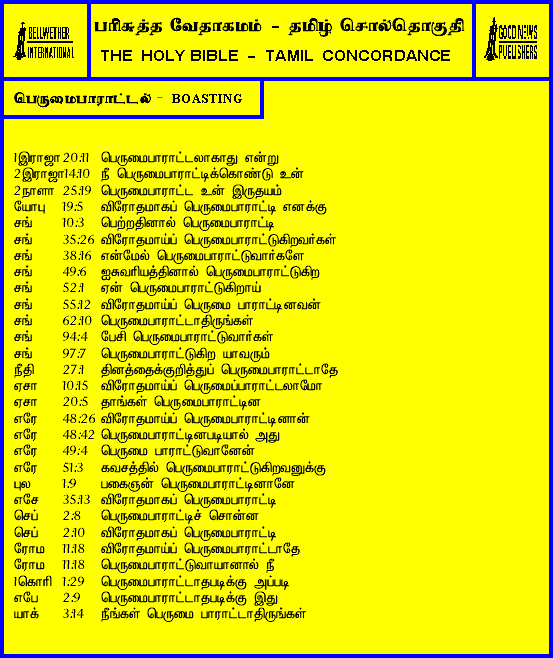 BELLWETHER
INTERNATIONAL
பரிசுத்த வேதாகமம் - தமிழ் சொல்தொகுதி
THE HOLY BIBLE - TAMIL CONCORDANCE
GOOD NEWS
PUBLISHERS
பெருமைபாராட்டல் - BOASTING
1இராஜா 20:11 பெருமைபாராட்டலாகாது என்று
2இராஜா14:10 நீ பெருமைபாராட்டிக்கொண்டு உன்
2நாளா 25:19 பெருமைபாராட்ட உன் இருதயம்
யோபு 19:5 விரோதமாகப் பெருமைபாராட்டி எனக்கு
சங் 10:3 பெற்றதினால் பெருமைபாராட்டி
சங் 35:26 விரோதமாய்ப் பெருமைபாராட்டுகிறவர்கள்
சங் 38:16 என்மேல் பெருமைபாராட்டுவார்களே
சங் 49:6 ஐசுவரியத்தினால் பெருமைபாராட்டுகிற
சங் 52:1 ஏன் பெருமைபாராட்டுகிறாய்
சங் 55:12 விரோதமாய்ப் பெருமை பாராட்டினவன்
சங் 62:10 பெருமைபாராட்டாதிருங்கள்
சங் 94:4 பேசி பெருமைபாராட்டுவார்கள்
சங் 97:7 பெருமைபாராட்டுகிற யாவரும்
நீதி 27:1 தினத்தைக்குறித்துப் பெருமைபாராட்டாதே
ஏசா 10:15 விரோதமாய்ப் பெருமைப்பாராட்டலாமோ
ஏசா 20:5 தாங்கள் பெருமைபாராட்டின
எரே 48:26 விரோதமாய்ப் பெருமைபாராட்டினான்
எரே 48:42 பெருமைபாராட்டினபடியால் அது
எரே 49:4 பெருமை பாராட்டுவானேன்
எரே 51:3 கவசத்தில் பெருமைபாராட்டுகிறவனுக்கு
புல 1:9 பகைஞன் பெருமைபாராட்டினானே
எசே 35:13 விரோதமாகப் பெருமைபாராட்டி
செப் 2:8 பெருமைபாராட்டிச் சொன்ன
செப் 2:10 விரோதமாகப் பெருமைபாராட்டி
ரோம 11:18 விரோதமாய்ப் பெருமைபாராட்டாதே
ரோம 11:18 பெருமைபாராட்டுவாயானால் நீ
1கொரி 1:29 பெருமைபாராட்டாதபடிக்கு அப்படி
எபே 2:9 பெருமைபாராட்டாதபடிக்கு இது
யாக் 3:14 நீங்கள் பெருமை பாராட்டாதிருங்கள்